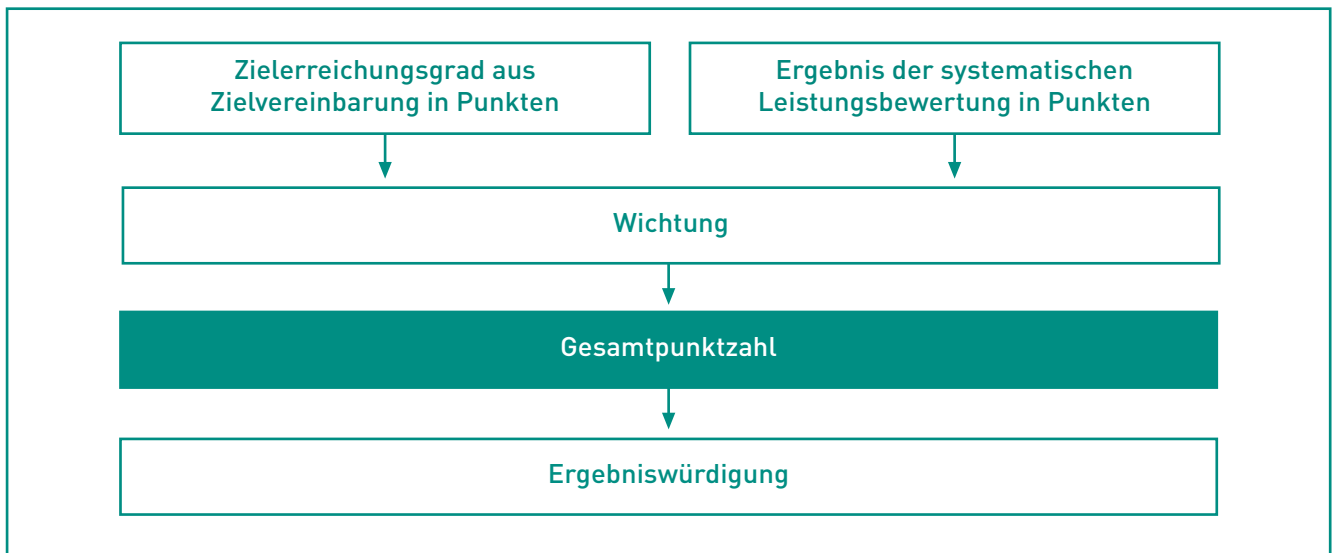 Zielerreichungsgrad aus
Zielvereinbarung in Punkten
Ergebnis der systematischen
Leistungsbewertung in Punkten
Wichtung
Gesamtpunktzahl
Ergebniswürdigung